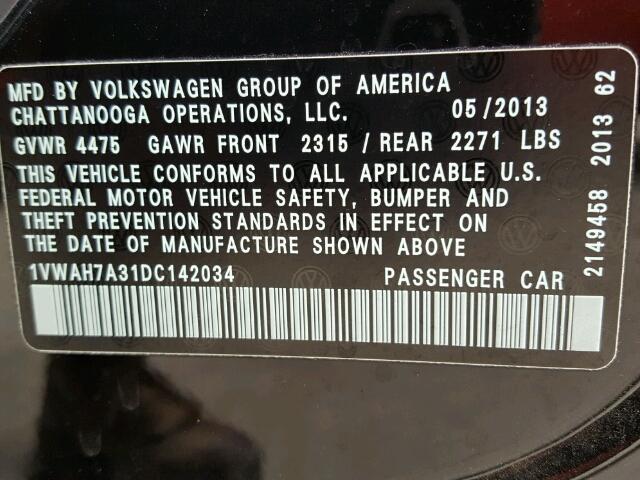 MFD BY VOLKSWAGEN GROUP OF AMERICA
CHATTANOOGA OPERATIONS, LLC. 05/2013
GVWR 4475 GAWR FRONT 2315 / REAR 2271 LBS
THIS VEHICLE CONFORMS TO ALL APPLICABLE U.S.
FEDERAL MOTOR VEHICLE SAFETY, BUMPER AND
THEFT PREVENTION STANDARDS IN EFFECT ON
THE DATE OF MANUFACTURE SHOWN ABOVE
1VWAH7A31DC142034 PASSENGER CAR
2149458 2013 62